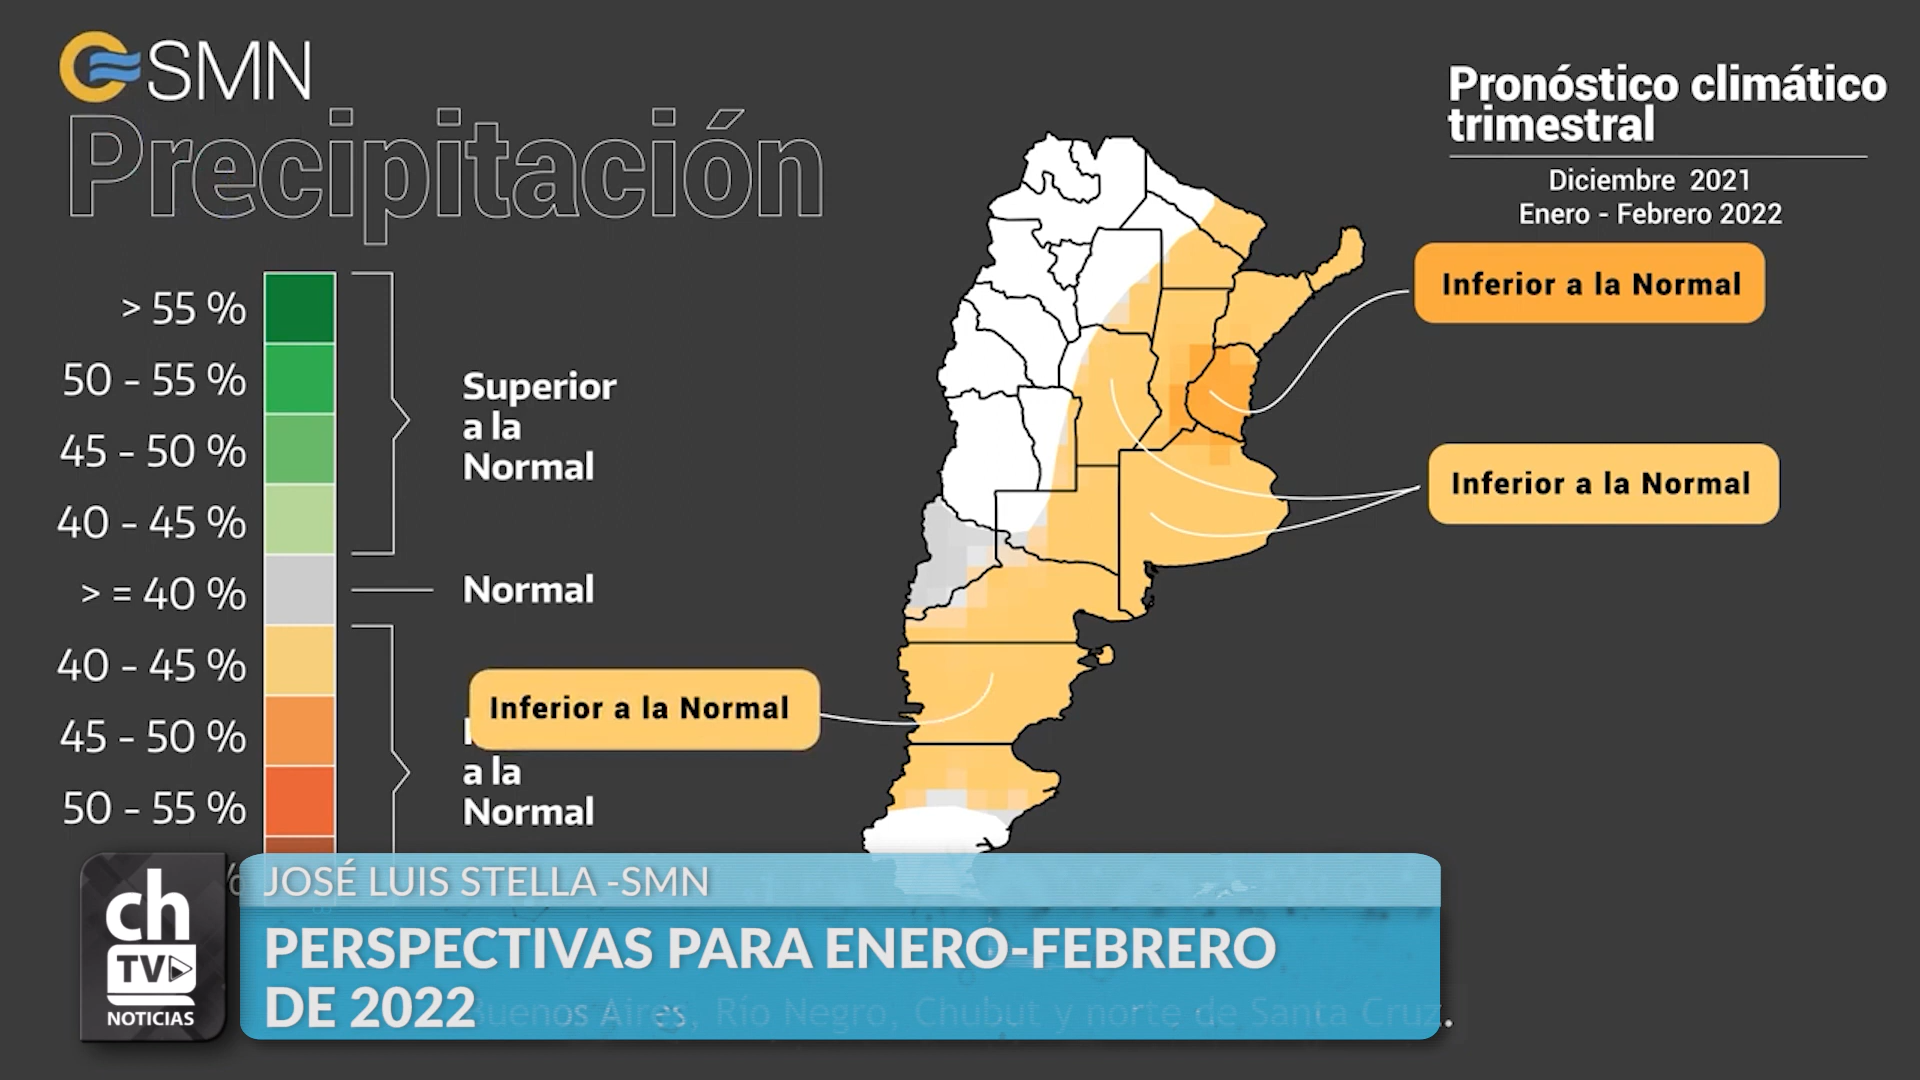 SMN
Precipitación
Pronóstico climático
trimestral
Diciembre 2021
Enero - Febrero 2022
> 55 %
50 - 55 %
45 - 50 %
40 - 45 %
> = 40 %
40 - 45 %
45 - 50 %
50 - 55 %
%
Superior
a la
Normal
Normal
a la
Normal
Inferior a la Normal
Inferior a la Normal
Inferior a la Normal
ch
TV
NOTICIAS
JOSÉ LUIS STELLA -SMN
PERSPECTIVAS PARA ENERO-FEBRERO
DE 2022
Buenos Aires, Río Negro, Chubut y norte de Santa Cruz.